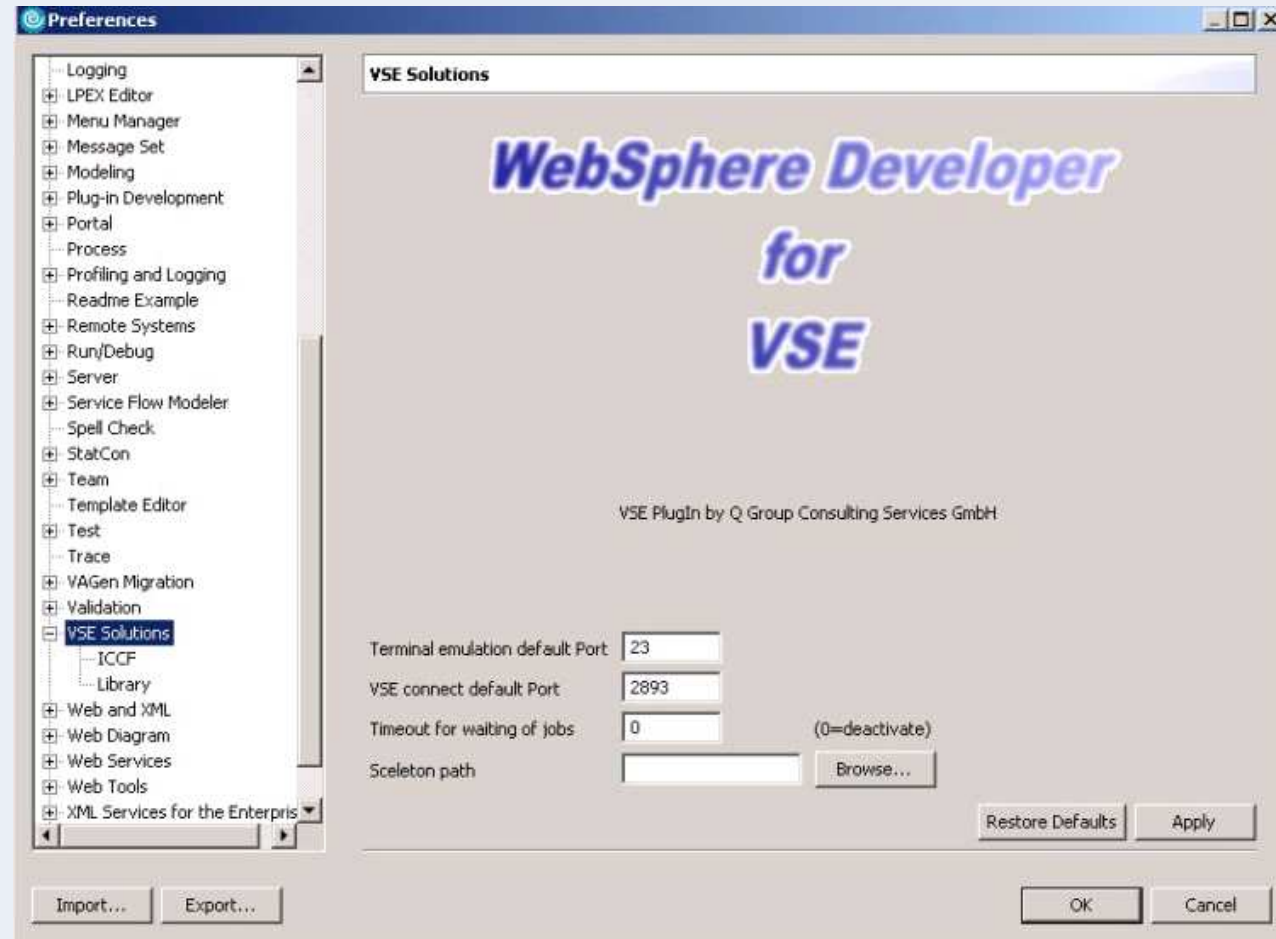 Preferences
Logging
LPEX Editor
Menu Manager
Message Set
Modeling
Plug-in Development
Portal
Process
Profiling and Logging
Readme Example
Remote Systems
Run/Debug
Server
Service Flow Modeler
Spell Check
StatCon
Team
Template Editor
Test
Trace
VAGen Migration
Validation
VSE Solutions
ICCF
Library
Web and XML
Web Diagram
Web Services
Web Tools
XML Services for the Enterpris
VSE Solutions
WebSphere Developer
for
VSE
VSE PlugIn by Q Group Consulting Services GmbH
Terminal emulation default Port 23
VSE connect default Port 2893
Timeout for waiting of jobs 0 (0=deactivate)
Sceleton path Browse...
Restore Defaults Apply
Import... Export... OK Cancel